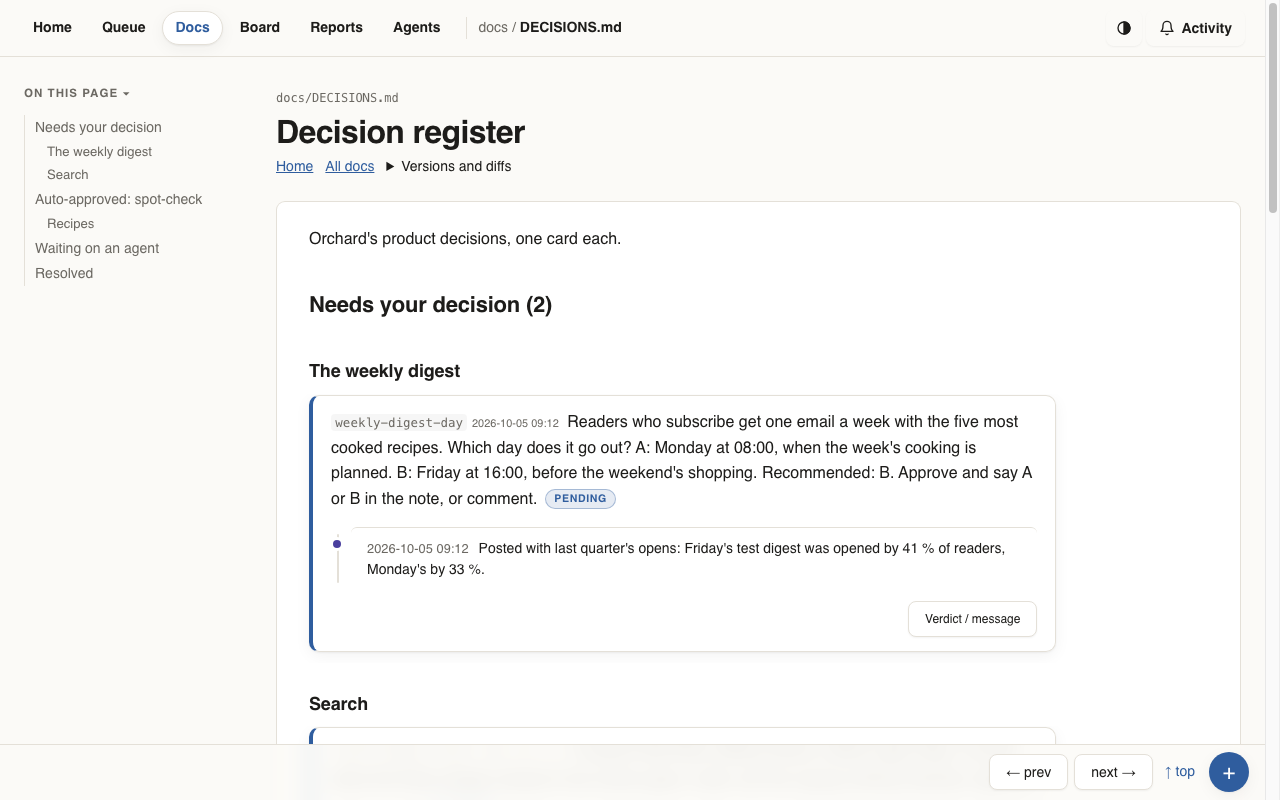 Home Queue Docs Board Reports Agents docs / DECISIONS.md Activity
ON THIS PAGE
Needs your decision
The weekly digest
Search
Auto-approved: spot-check
Recipes
Waiting on an agent
Resolved
docs/DECISIONS.md
Decision register
Home All docs ▶ Versions and diffs
Orchard's product decisions, one card each.
Needs your decision (2)
The weekly digest
weekly-digest-day 2026-10-05 09:12 Readers who subscribe get one email a week with the five most
cooked recipes. Which day does it go out? A: Monday at 08:00, when the week's cooking is
planned. B: Friday at 16:00, before the weekend's shopping. Recommended: B. Approve and say A
or B in the note, or comment. PENDING
2026-10-05 09:12 Posted with last quarter's opens: Friday's test digest was opened by 41 % of readers,
Monday's by 33 %.
Verdict / message
Search
← prev next → ↑ top +